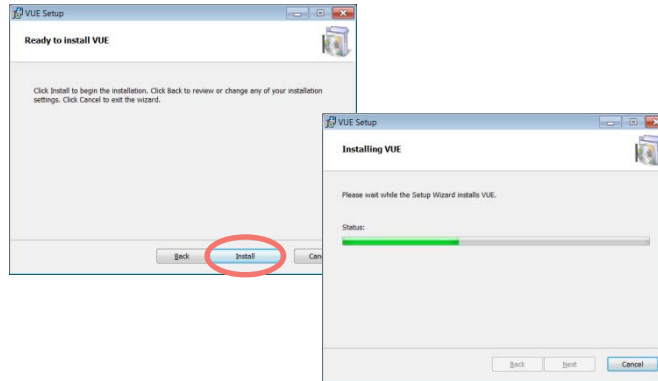 VUE Setup
Ready to install VUE
Click Install to begin the installation. Click Back to review or change any of your installation
settings. Click Cancel to exit the wizard.
Back
Install
VUE Setup
Installing VUE
Please wait while the Setup Wizard installs VUE.
Status:
Back
Next
Cancel